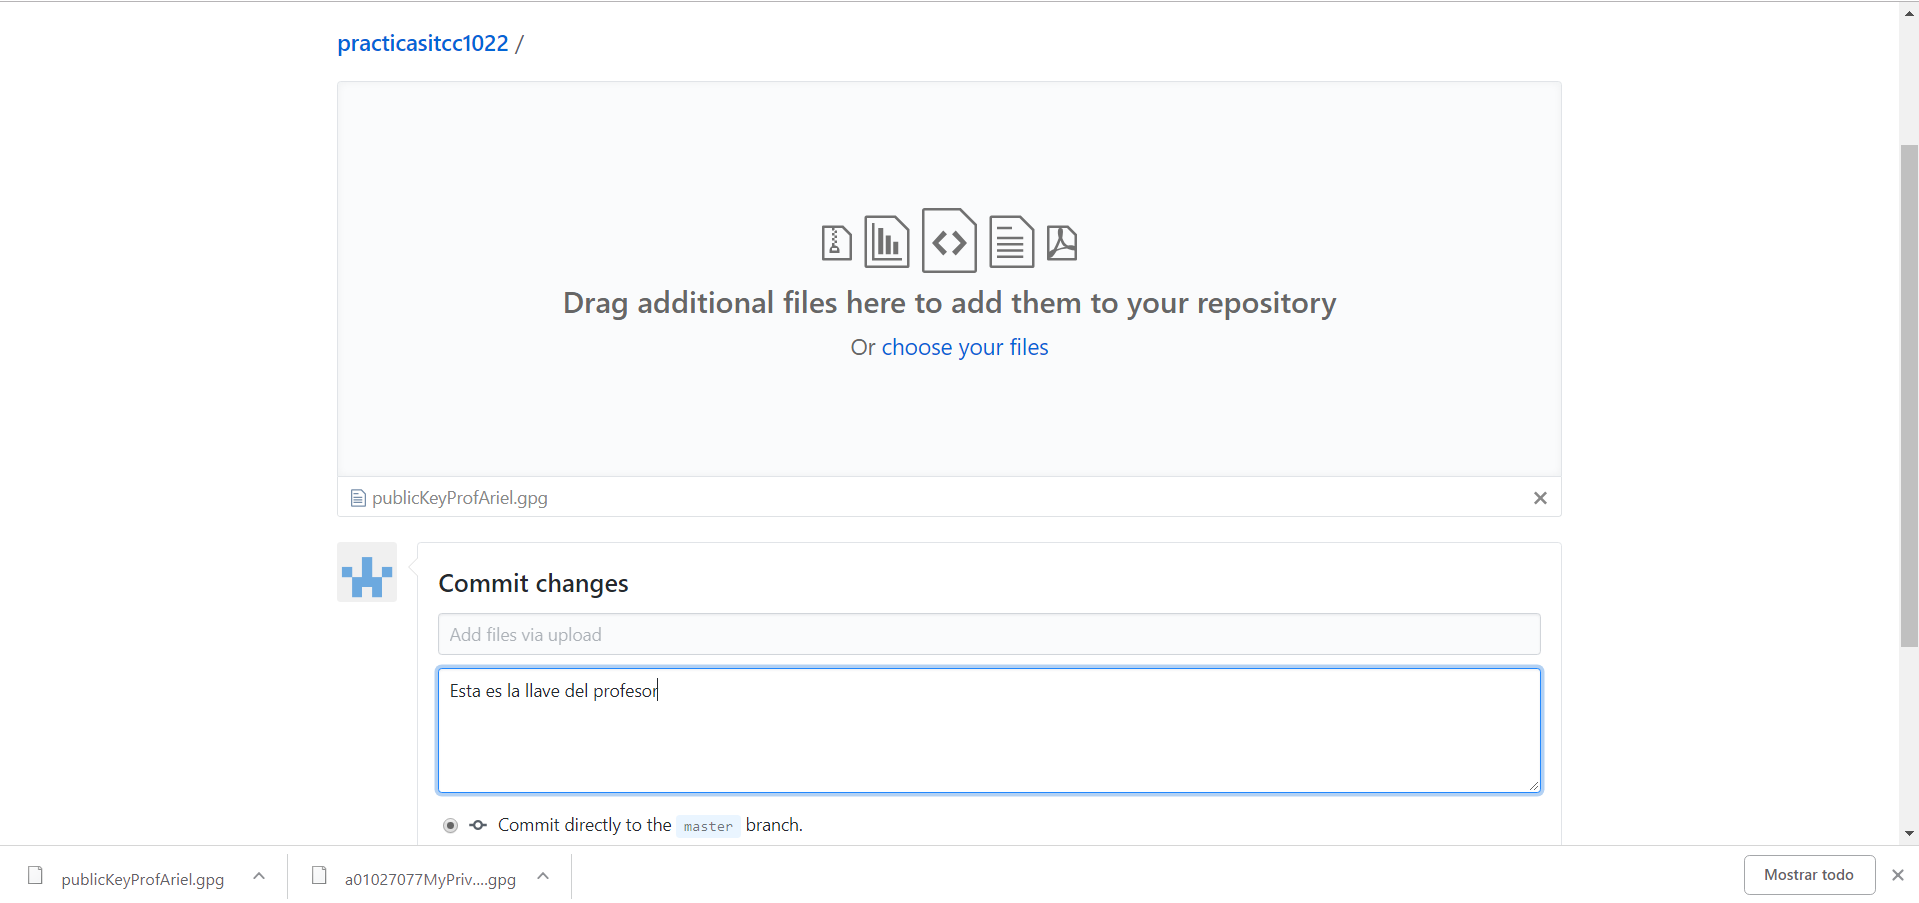 practicasitcc1022 /
Drag additional files here to add them to your repository
Or choose your files
publicKeyProfAriel.gpg
Commit changes
Add files via upload
Esta es la llave del profesor
Commit directly to the master branch.
publicKeyProfAriel.gpg
a01027077MyPriv....gpg
Mostrar todo